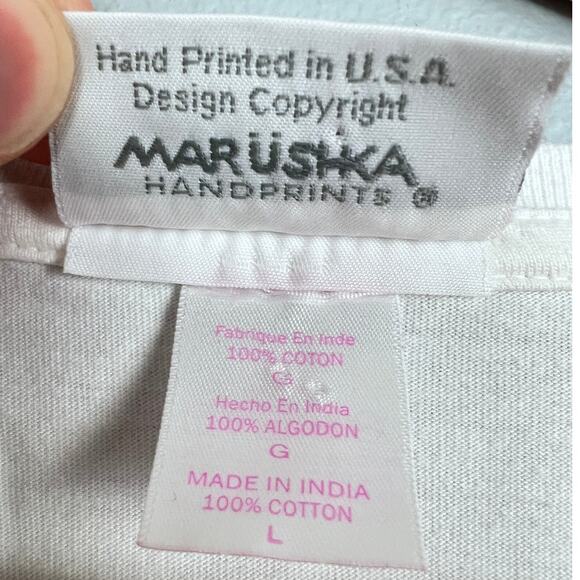 Hand Printed in U.S.A.
Design Copyright
MARÜSHKA
HANDPRINTS ®
Fabrique En Inde
100% COTON
G
Hecho En India
100% ALGODON
G
MADE IN INDIA
100% COTTON
L